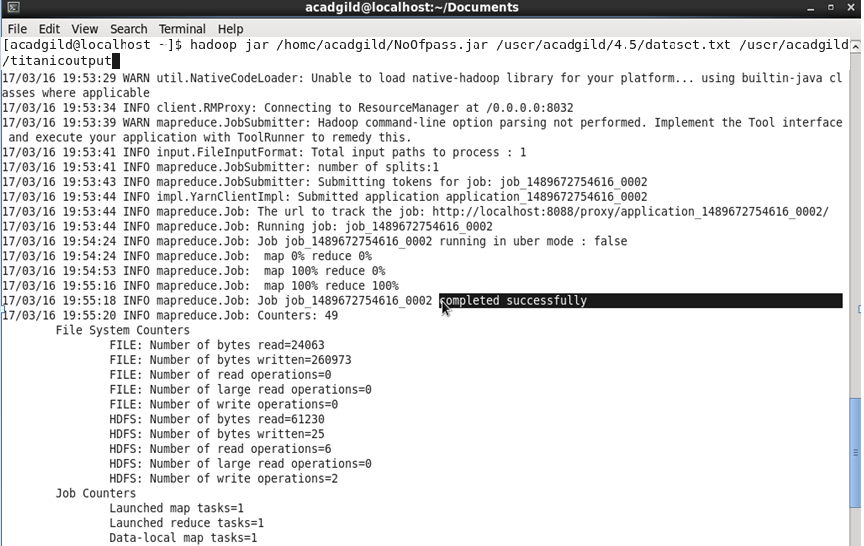 acadgild@localhost:~/Documents
File Edit View Search Terminal Help
[acadgild@localhost ~]$ hadoop jar /home/acadgild/NoOfpass.jar /user/acadgild/4.5/dataset.txt /user/acadgild
/titanicoutput
17/03/16 19:53:29 WARN util.NativeCodeLoader: Unable to load native-hadoop library for your platform... using builtin-java cl
asses where applicable
17/03/16 19:53:34 INFO client.RMProxy: Connecting to ResourceManager at /0.0.0.0:8032
17/03/16 19:53:39 WARN mapreduce.JobSubmitter: Hadoop command-line option parsing not performed. Implement the Tool interface
 and execute your application with ToolRunner to remedy this.
17/03/16 19:53:41 INFO input.FileInputFormat: Total input paths to process : 1
17/03/16 19:53:41 INFO mapreduce.JobSubmitter: number of splits:1
17/03/16 19:53:43 INFO mapreduce.JobSubmitter: Submitting tokens for job: job_1489672754616_0002
17/03/16 19:53:44 INFO impl.YarnClientImpl: Submitted application application_1489672754616_0002
17/03/16 19:53:44 INFO mapreduce.Job: The url to track the job: http://localhost:8088/proxy/application_1489672754616_0002/
17/03/16 19:53:44 INFO mapreduce.Job: Running job: job_1489672754616_0002
17/03/16 19:54:24 INFO mapreduce.Job: Job job_1489672754616_0002 running in uber mode : false
17/03/16 19:54:24 INFO mapreduce.Job:  map 0% reduce 0%
17/03/16 19:54:53 INFO mapreduce.Job:  map 100% reduce 0%
17/03/16 19:55:16 INFO mapreduce.Job:  map 100% reduce 100%
17/03/16 19:55:18 INFO mapreduce.Job: Job job_1489672754616_0002 completed successfully
17/03/16 19:55:20 INFO mapreduce.Job: Counters: 49
File System Counters
FILE: Number of bytes read=24063
FILE: Number of bytes written=260973
FILE: Number of read operations=0
FILE: Number of large read operations=0
FILE: Number of write operations=0
HDFS: Number of bytes read=61230
HDFS: Number of bytes written=25
HDFS: Number of read operations=6
HDFS: Number of large read operations=0
HDFS: Number of write operations=2
Job Counters
Launched map tasks=1
Launched reduce tasks=1
Data-local map tasks=1